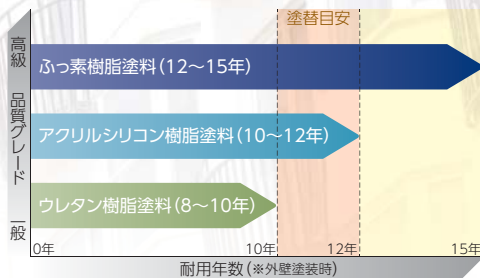 塗替目安
高級 品質グレード 一般
ふっ素樹脂塗料(12〜15年)
アクリルシリコン樹脂塗料(10〜12年)
ウレタン樹脂塗料(8〜10年)
0年 10年 12年 15年
耐用年数(※外壁塗装時)